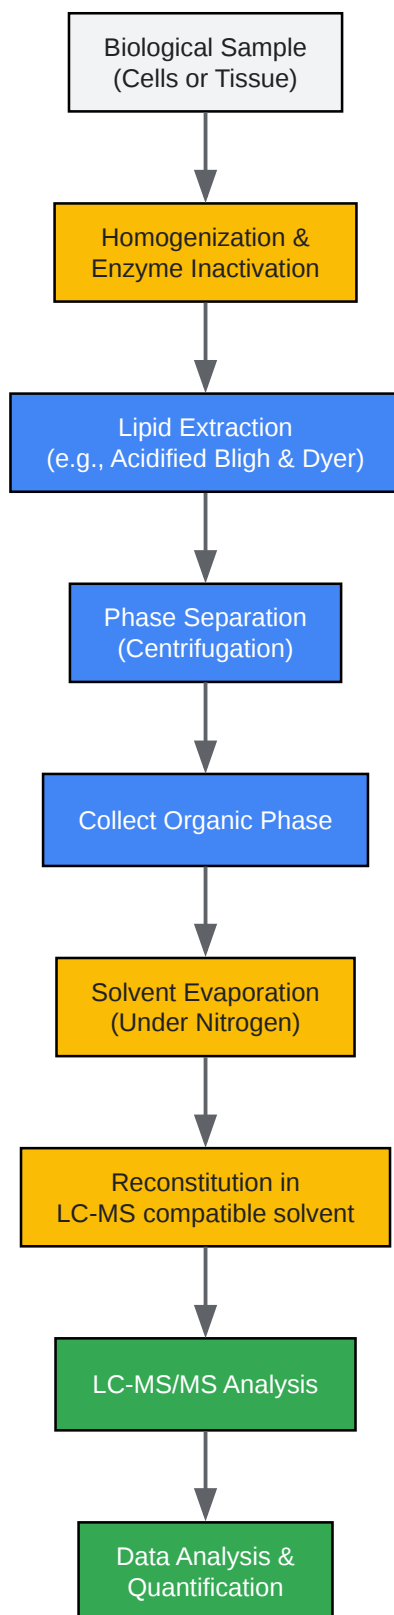 Biological Sample
(Cells or Tissue)
Homogenization &
Enzyme Inactivation
Lipid Extraction
(e.g., Acidified Bligh & Dyer)
Phase Separation
(Centrifugation)
Collect Organic Phase
Solvent Evaporation
(Under Nitrogen)
Reconstitution in
LC-MS compatible solvent
LC-MS/MS Analysis
Data Analysis &
Quantification